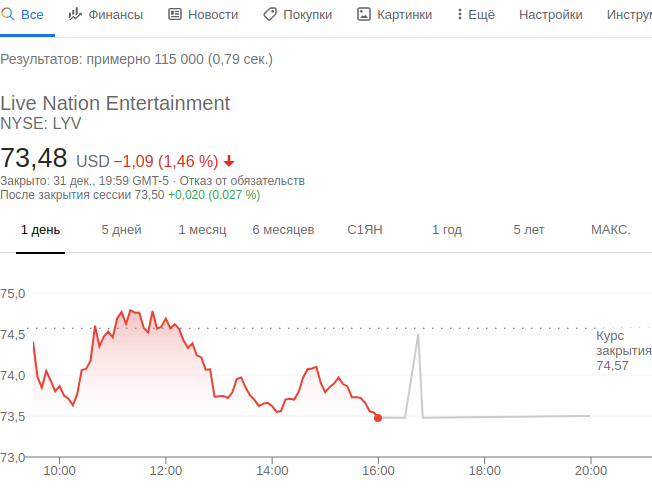 Все Финансы Новости Покупки Картинки Ещё Настройки Инструм
Результатов: примерно 115 000 (0,79 сек.)
Live Nation Entertainment
NYSE: LYV
73,48 USD −1,09 (1,46 %)
Закрыто: 31 дек., 19:59 GMT-5 · Отказ от обязательств
После закрытия сессии 73,50 +0,020 (0,027 %)
1 день 5 дней 1 месяц 6 месяцев С1ЯН 1 год 5 лет МАКС.
75,0
74,5
74,0
73,5
73,0
Курс
закрытия
74,57
10:00 12:00 14:00 16:00 18:00 20:00